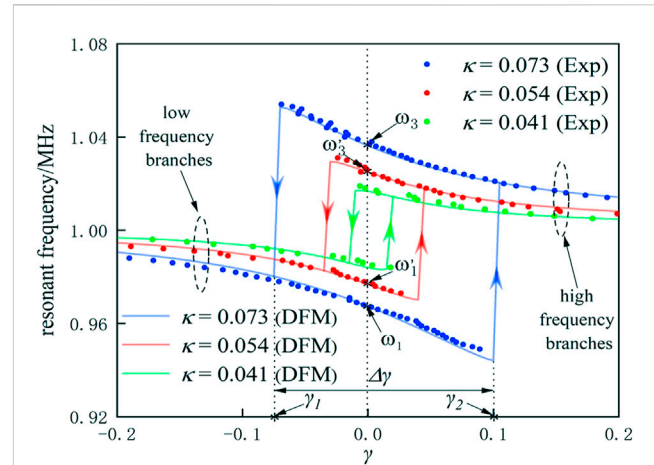 1.08
1.04
1.00
0.96
0.92
resonant frequency/MHz
κ = 0.073 (Exp)
κ = 0.054 (Exp)
κ = 0.041 (Exp)
low
frequency
branches
ω₃
ω₃'
ω₁'
ω₁
high
frequency
branches
κ = 0.073 (DFM)
κ = 0.054 (DFM)
κ = 0.041 (DFM)
Δγ
γ₁
γ₂
-0.2
-0.1
0.0
0.1
0.2
γ